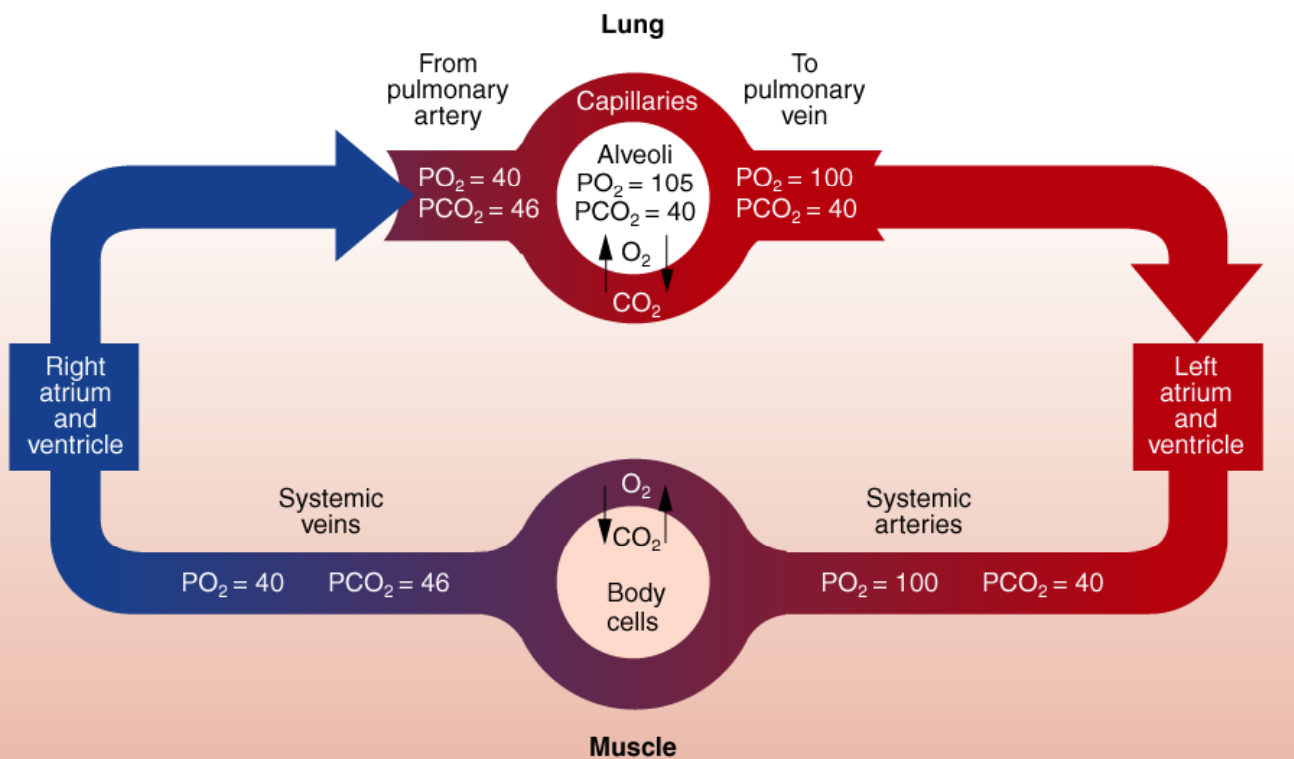 Lung
From
pulmonary
artery
To
pulmonary
vein
Capillaries
Alveoli
PO₂ = 105
PCO₂ = 40
O₂
CO₂
PO₂ = 40
PCO₂ = 46
PO₂ = 100
PCO₂ = 40
Right
atrium
and
ventricle
Left
atrium
and
ventricle
Systemic
veins
O₂
CO₂
Body
cells
Systemic
arteries
PO₂ = 40 PCO₂ = 46
PO₂ = 100 PCO₂ = 40
Muscle